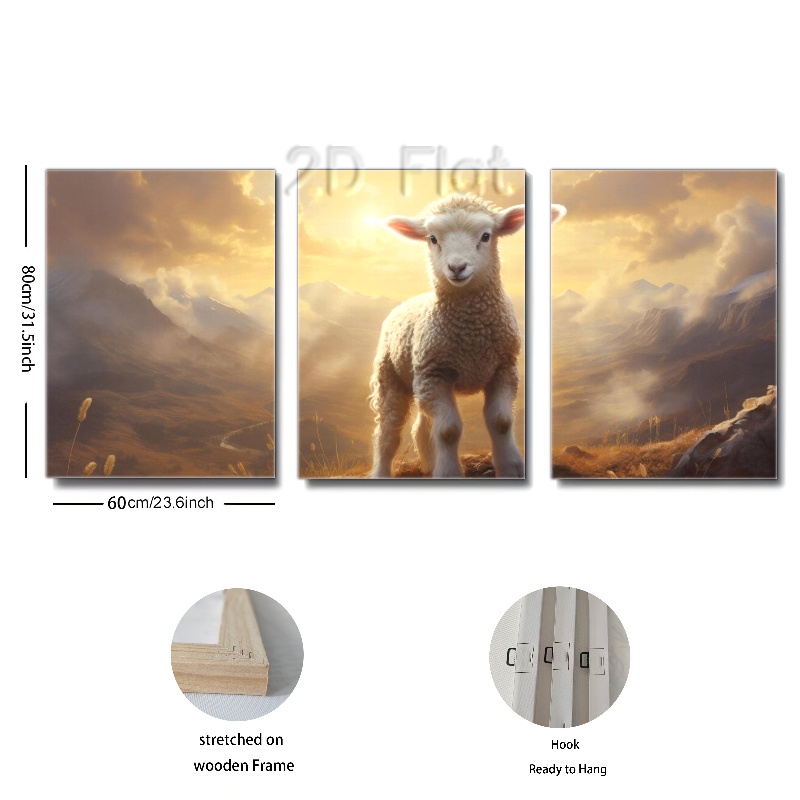 2D Flat
80cm/31.5inch
60cm/23.6inch
stretched on
wooden Frame
Hook
Ready to Hang